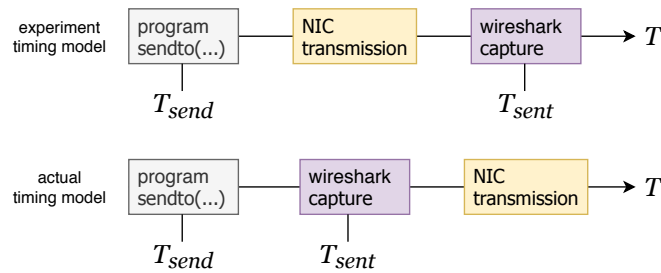 experiment
timing model
program
sendto(...)
NIC
transmission
wireshark
capture
T
T_send
T_sent
actual
timing model
program
sendto(...)
wireshark
capture
NIC
transmission
T
T_send
T_sent